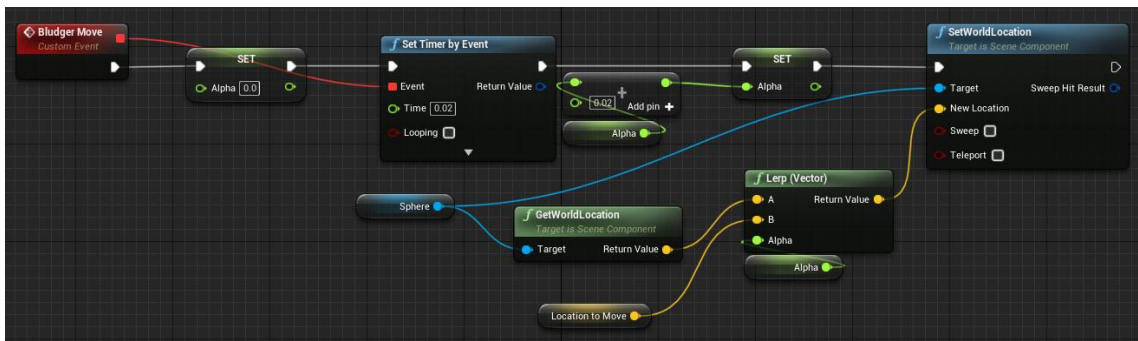 Bludger Move
Custom Event
SET
Alpha 0.0
f Set Timer by Event
Event
Return Value
Time 0.02
Looping
0.02
Add pin +
Alpha
SET
Alpha
f SetWorldLocation
Target is Scene Component
Target
Sweep Hit Result
New Location
Sweep
Teleport
Sphere
f GetWorldLocation
Target is Scene Component
Target
Return Value
f Lerp (Vector)
A
Return Value
B
Alpha
Alpha
Location to Move